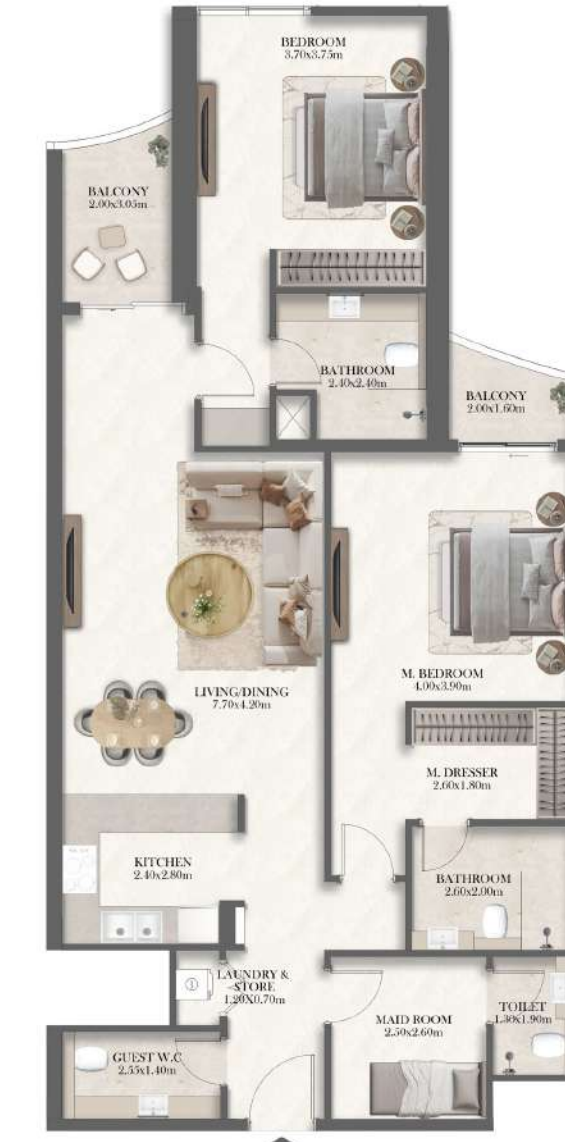 BEDROOM
3.70x3.75m
BALCONY
2.00x3.05m
BATHROOM
2.40x2.40m
BALCONY
2.00x1.60m
M. BEDROOM
4.00x3.90m
LIVING/DINING
7.70x4.20m
M. DRESSER
2.60x1.80m
KITCHEN
2.40x2.80m
BATHROOM
2.60x2.00m
LAUNDRY &
STORE
1.20X0.70m
MAID ROOM
2.50x2.60m
TOILET
1.30x1.90m
GUEST W.C
2.55x1.40m